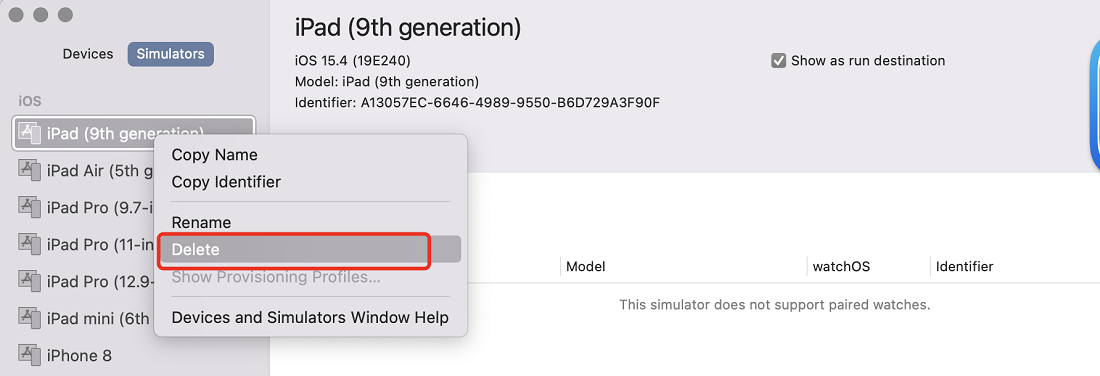 Devices
Simulators
iOS
iPad (9th generation)
iPad Air (5th g
iPad Pro (9.7-i
iPad Pro (11-in
iPad Pro (12.9-
iPad mini (6th
iPhone 8
Copy Name
Copy Identifier
Rename
Delete
Show Provisioning Profiles...
Devices and Simulators Window Help
iPad (9th generation)
iOS 15.4 (19E240)
Model: iPad (9th generation)
Identifier: A13057EC-6646-4989-9550-B6D729A3F90F
Show as run destination
Model
watchOS
Identifier
This simulator does not support paired watches.